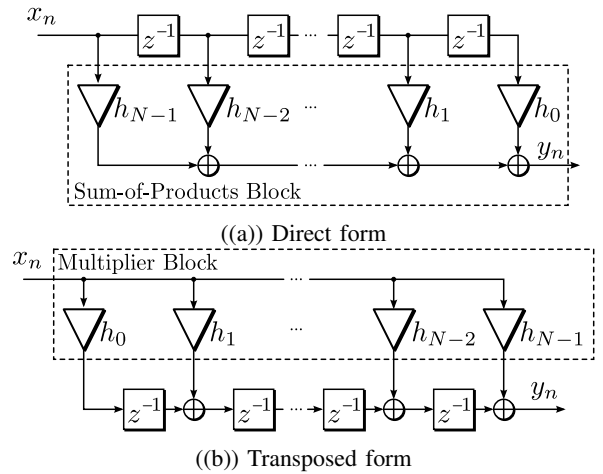 x_n
z^{-1} z^{-1} ... z^{-1} z^{-1}
h_{N-1} h_{N-2} ... h_1 h_0
... y_n
Sum-of-Products Block
((a)) Direct form
x_n
Multiplier Block ...
h_0 h_1 ... h_{N-2} h_{N-1}
z^{-1} z^{-1} ... z^{-1} z^{-1} y_n
((b)) Transposed form